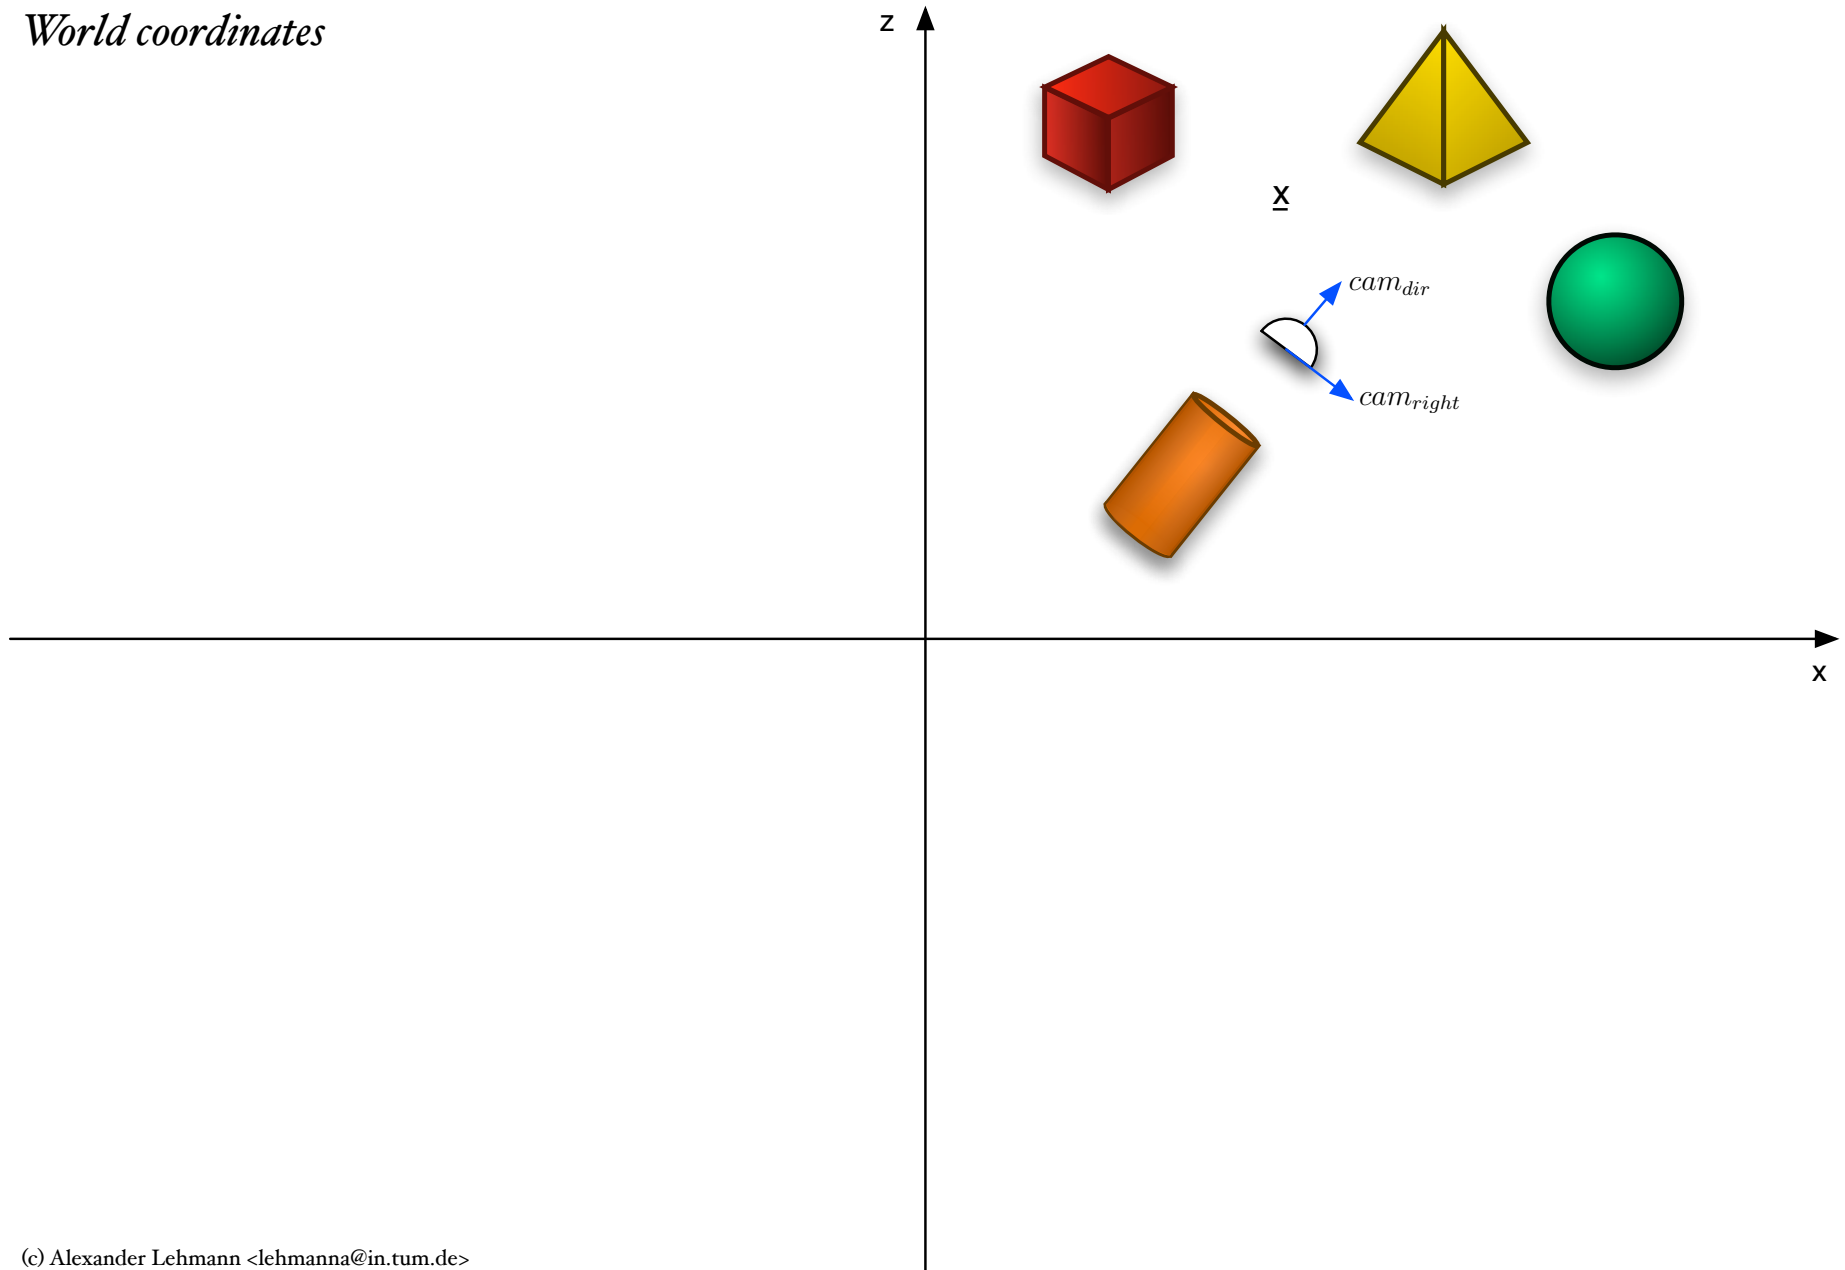 World coordinates
z
x
cam_dir
cam_right
x
(c) Alexander Lehmann <lehmanna@in.tum.de>